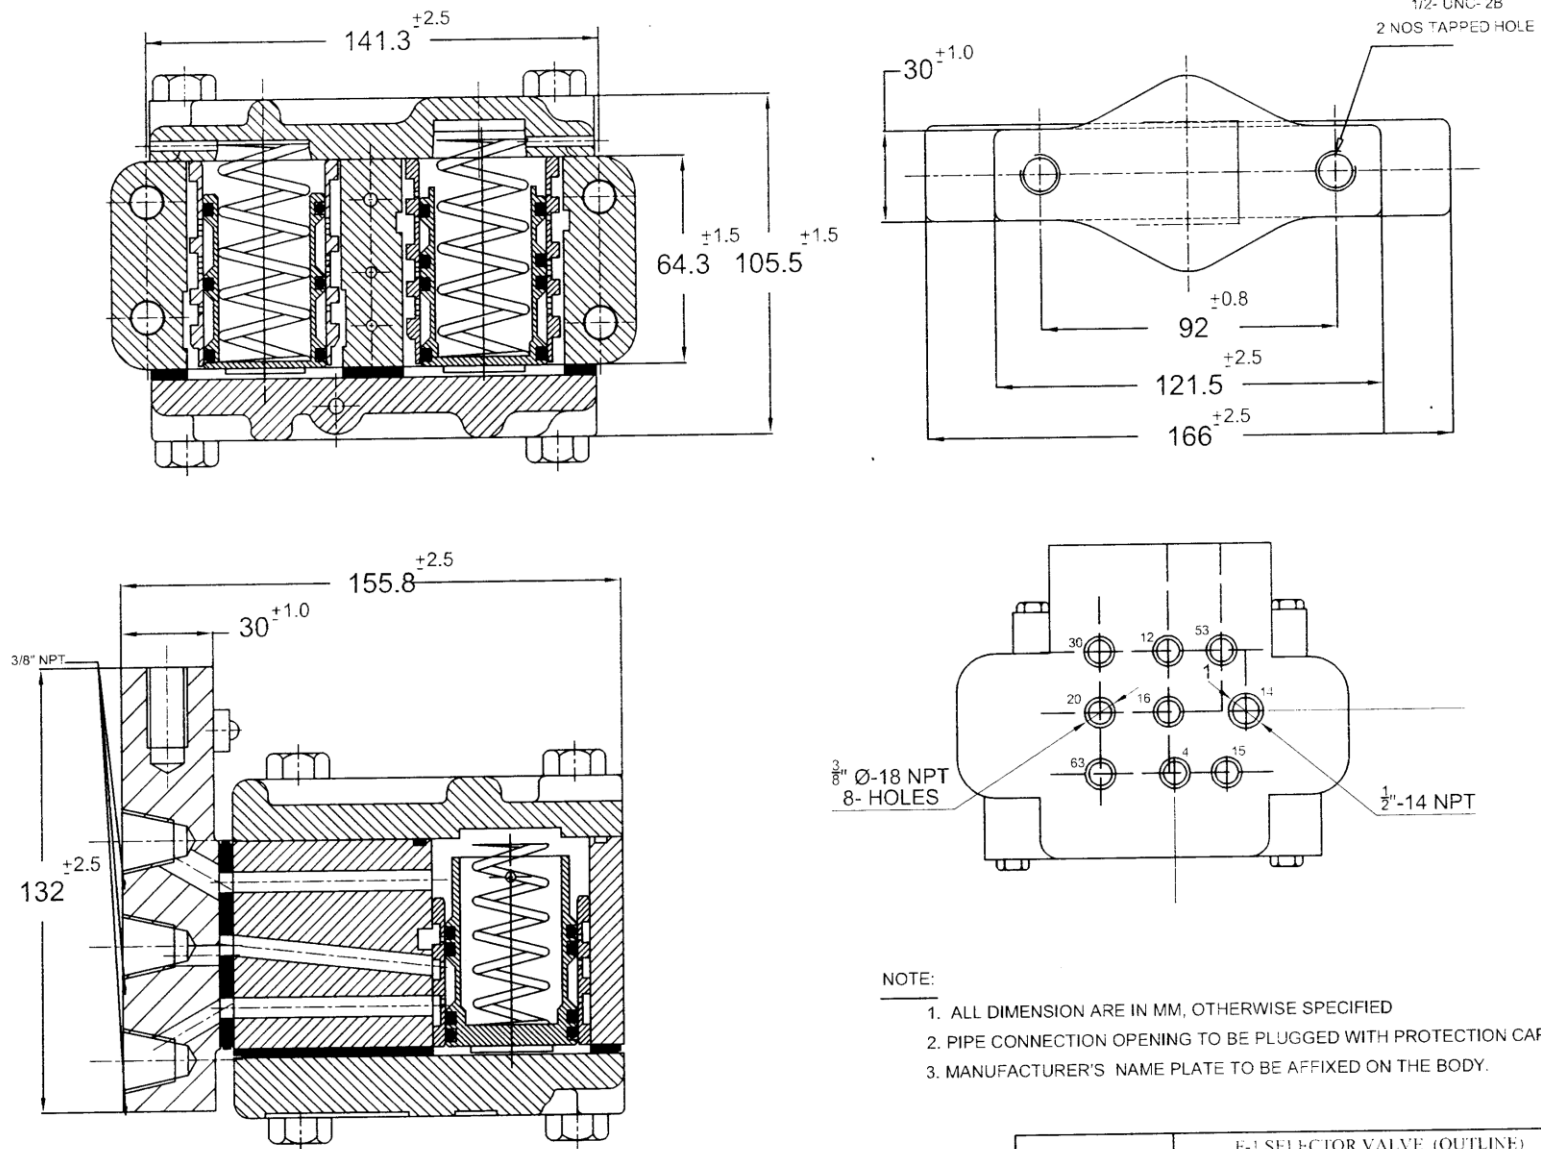 141.3 ±2.5
64.3 ±1.5
105.5 ±1.5
1/2- UNC- 2B
2 NOS TAPPED HOLE
30 ±1.0
92 ±0.8
121.5 ±2.5
166 ±2.5
155.8 ±2.5
30 ±1.0
3/8" NPT
132 ±2.5
30 12 53
20 16 1 14
63 4 15
3/8" Ø-18 NPT
8- HOLES
1/2"-14 NPT
NOTE:
1. ALL DIMENSION ARE IN MM, OTHERWISE SPECIFIED
2. PIPE CONNECTION OPENING TO BE PLUGGED WITH PROTECTION CAP
3. MANUFACTURER'S NAME PLATE TO BE AFFIXED ON THE BODY.
F-1 SELECTOR VALVE (OUTLINE)